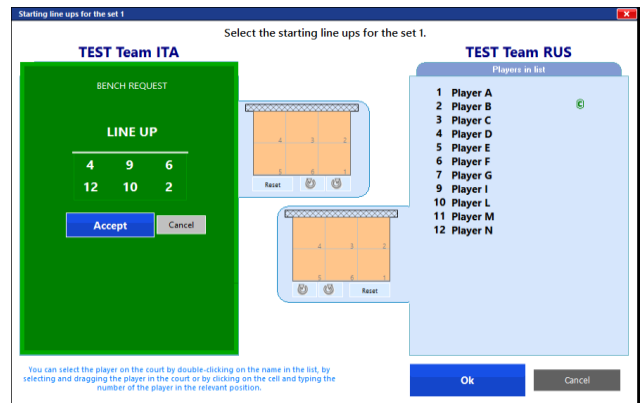 Starting line ups for the set 1
Select the starting line ups for the set 1.
TEST Team ITA
BENCH REQUEST
LINE UP
4 9 6
12 10 2
Accept Cancel
4 3 2
5 6 1
Reset
4 3 2
5 6 1
Reset
TEST Team RUS
Players in list
1 Player A
2 Player B C
3 Player C
4 Player D
5 Player E
6 Player F
7 Player G
9 Player I
10 Player L
11 Player M
12 Player N
You can select the player on the court by double-clicking on the name in the list, by
selecting and dragging the player in the court or by clicking on the cell and typing the
number of the player in the relevant position.
Ok Cancel